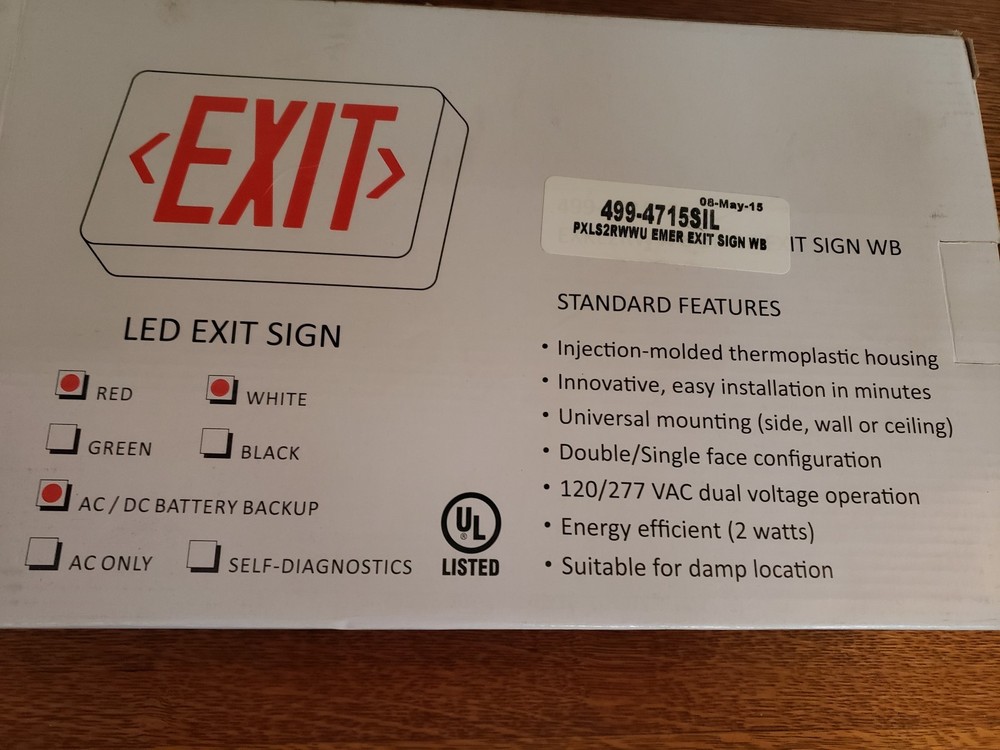 <EXIT>
LED EXIT SIGN
RED
WHITE
GREEN
BLACK
AC / DC BATTERY BACKUP
AC ONLY
SELF-DIAGNOSTICS
UL
®
LISTED
08-May-15
499-4715SIL
PXLS2RWWU EMER EXIT SIGN WB
IT SIGN WB
STANDARD FEATURES
• Injection-molded thermoplastic housing
• Innovative, easy installation in minutes
• Universal mounting (side, wall or ceiling)
• Double/Single face configuration
• 120/277 VAC dual voltage operation
• Energy efficient (2 watts)
• Suitable for damp location